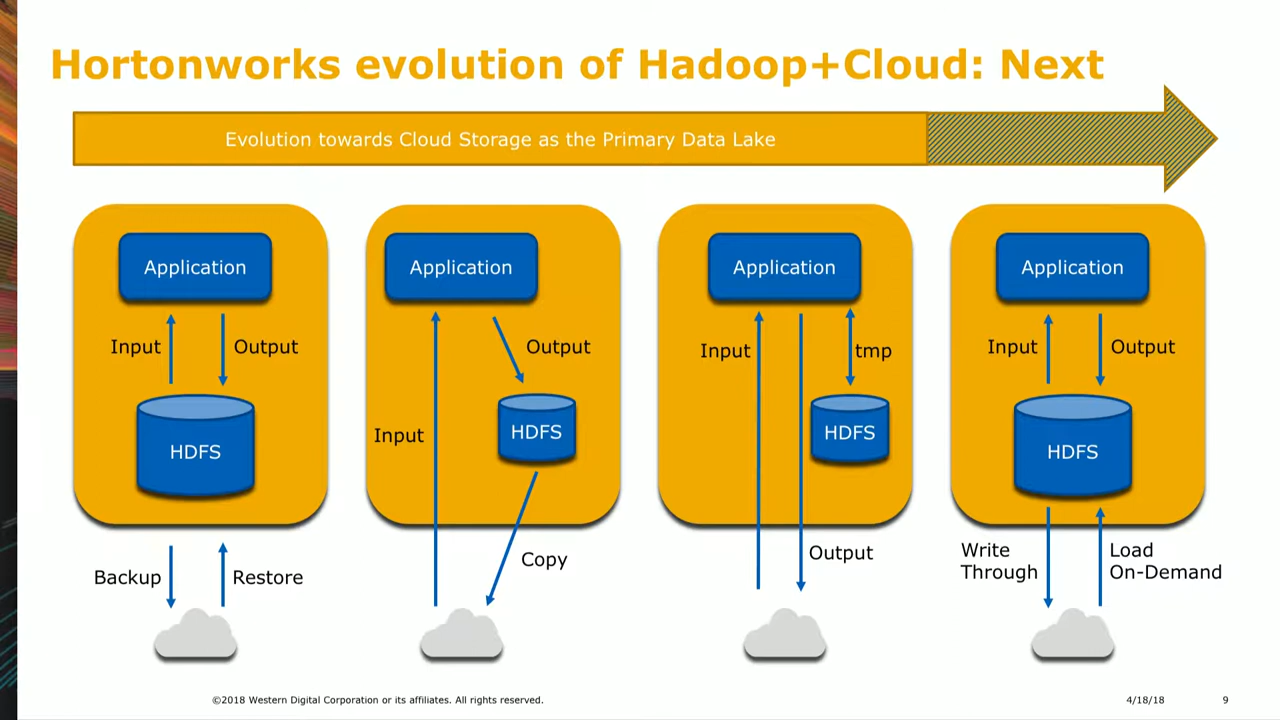 Hortonworks evolution of Hadoop+Cloud: Next
Evolution towards Cloud Storage as the Primary Data Lake
Application
Input
Output
HDFS
Backup
Restore
Application
Output
Input
HDFS
Copy
Application
Input
tmp
HDFS
Output
Application
Input
Output
HDFS
Write
Through
Load
On-Demand
©2018 Western Digital Corporation or its affiliates. All rights reserved.
4/18/18
9